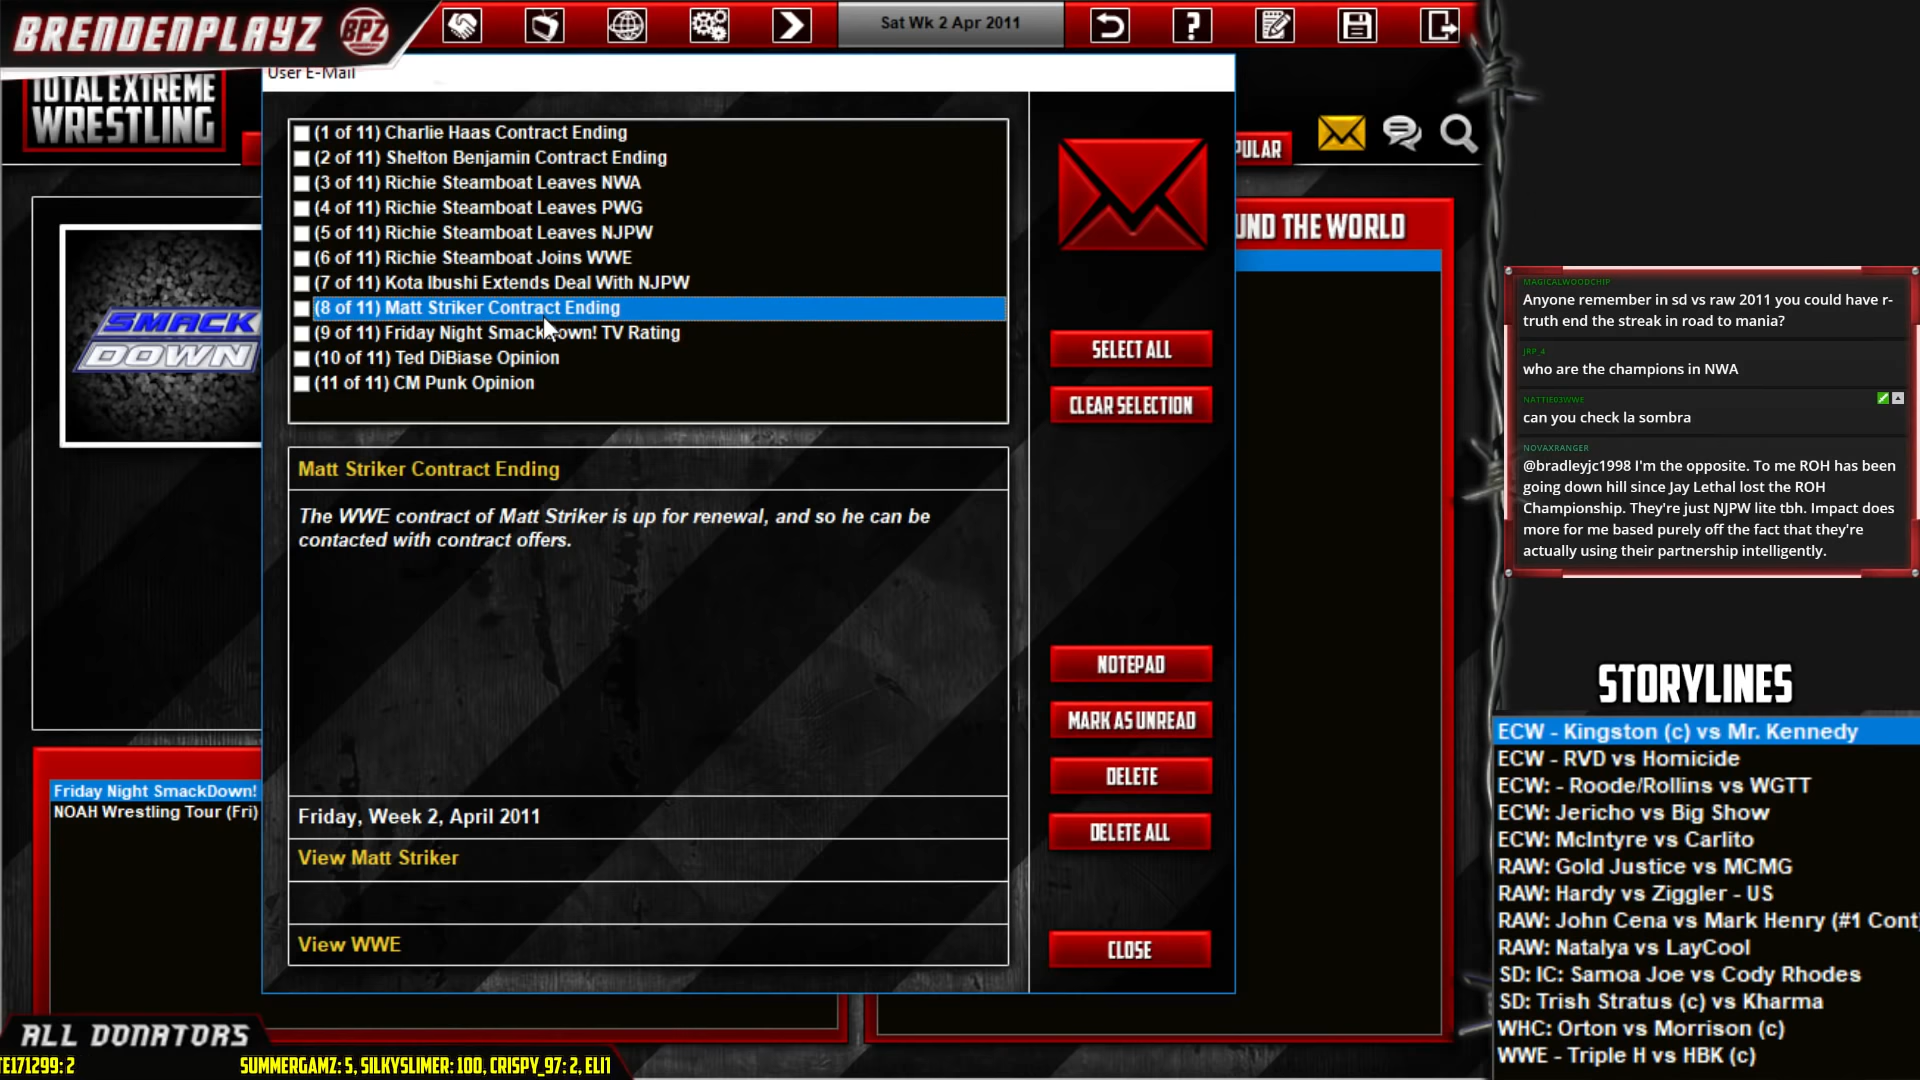 BRENDENPLAYZ
BPZ
Sat Wk 2 Apr 2011
?
TOTAL EXTREME
WRESTLING
User E-Mail
(1 of 11) Charlie Haas Contract Ending
(2 of 11) Shelton Benjamin Contract Ending
(3 of 11) Richie Steamboat Leaves NWA
(4 of 11) Richie Steamboat Leaves PWG
(5 of 11) Richie Steamboat Leaves NJPW
(6 of 11) Richie Steamboat Joins WWE
(7 of 11) Kota Ibushi Extends Deal With NJPW
(8 of 11) Matt Striker Contract Ending
(9 of 11) Friday Night SmackDown! TV Rating
(10 of 11) Ted DiBiase Opinion
(11 of 11) CM Punk Opinion
Matt Striker Contract Ending
The WWE contract of Matt Striker is up for renewal, and so he can be
contacted with contract offers.
Friday, Week 2, April 2011
View Matt Striker
View WWE
SELECT ALL
CLEAR SELECTION
NOTEPAD
MARK AS UNREAD
DELETE
DELETE ALL
CLOSE
PULAR
UND THE WORLD
SMACK
DOWN
Friday Night SmackDown!
NOAH Wrestling Tour (Fri)
MAGICALWOODCHIP
Anyone remember in sd vs raw 2011 you could have r-
truth end the streak in road to mania?
JRP_4
who are the champions in NWA
NATTIE03WWE
can you check la sombra
NOVAXRANGER
@bradleyjc1998 I'm the opposite. To me ROH has been
going down hill since Jay Lethal lost the ROH
Championship. They're just NJPW lite tbh. Impact does
more for me based purely off the fact that they're
actually using their partnership intelligently.
STORYLINES
ECW - Kingston (c) vs Mr. Kennedy
ECW - RVD vs Homicide
ECW: - Roode/Rollins vs WGTT
ECW: Jericho vs Big Show
ECW: McIntyre vs Carlito
RAW: Gold Justice vs MCMG
RAW: Hardy vs Ziggler - US
RAW: John Cena vs Mark Henry (#1 Cont
RAW: Natalya vs LayCool
SD: IC: Samoa Joe vs Cody Rhodes
SD: Trish Stratus (c) vs Kharma
WHC: Orton vs Morrison (c)
WWE - Triple H vs HBK (c)
ALL DONATORS
TE171299: 2 SUMMERGAMZ: 5, SILKYSLIMER: 100, CRISPY_97: 2, ELI1